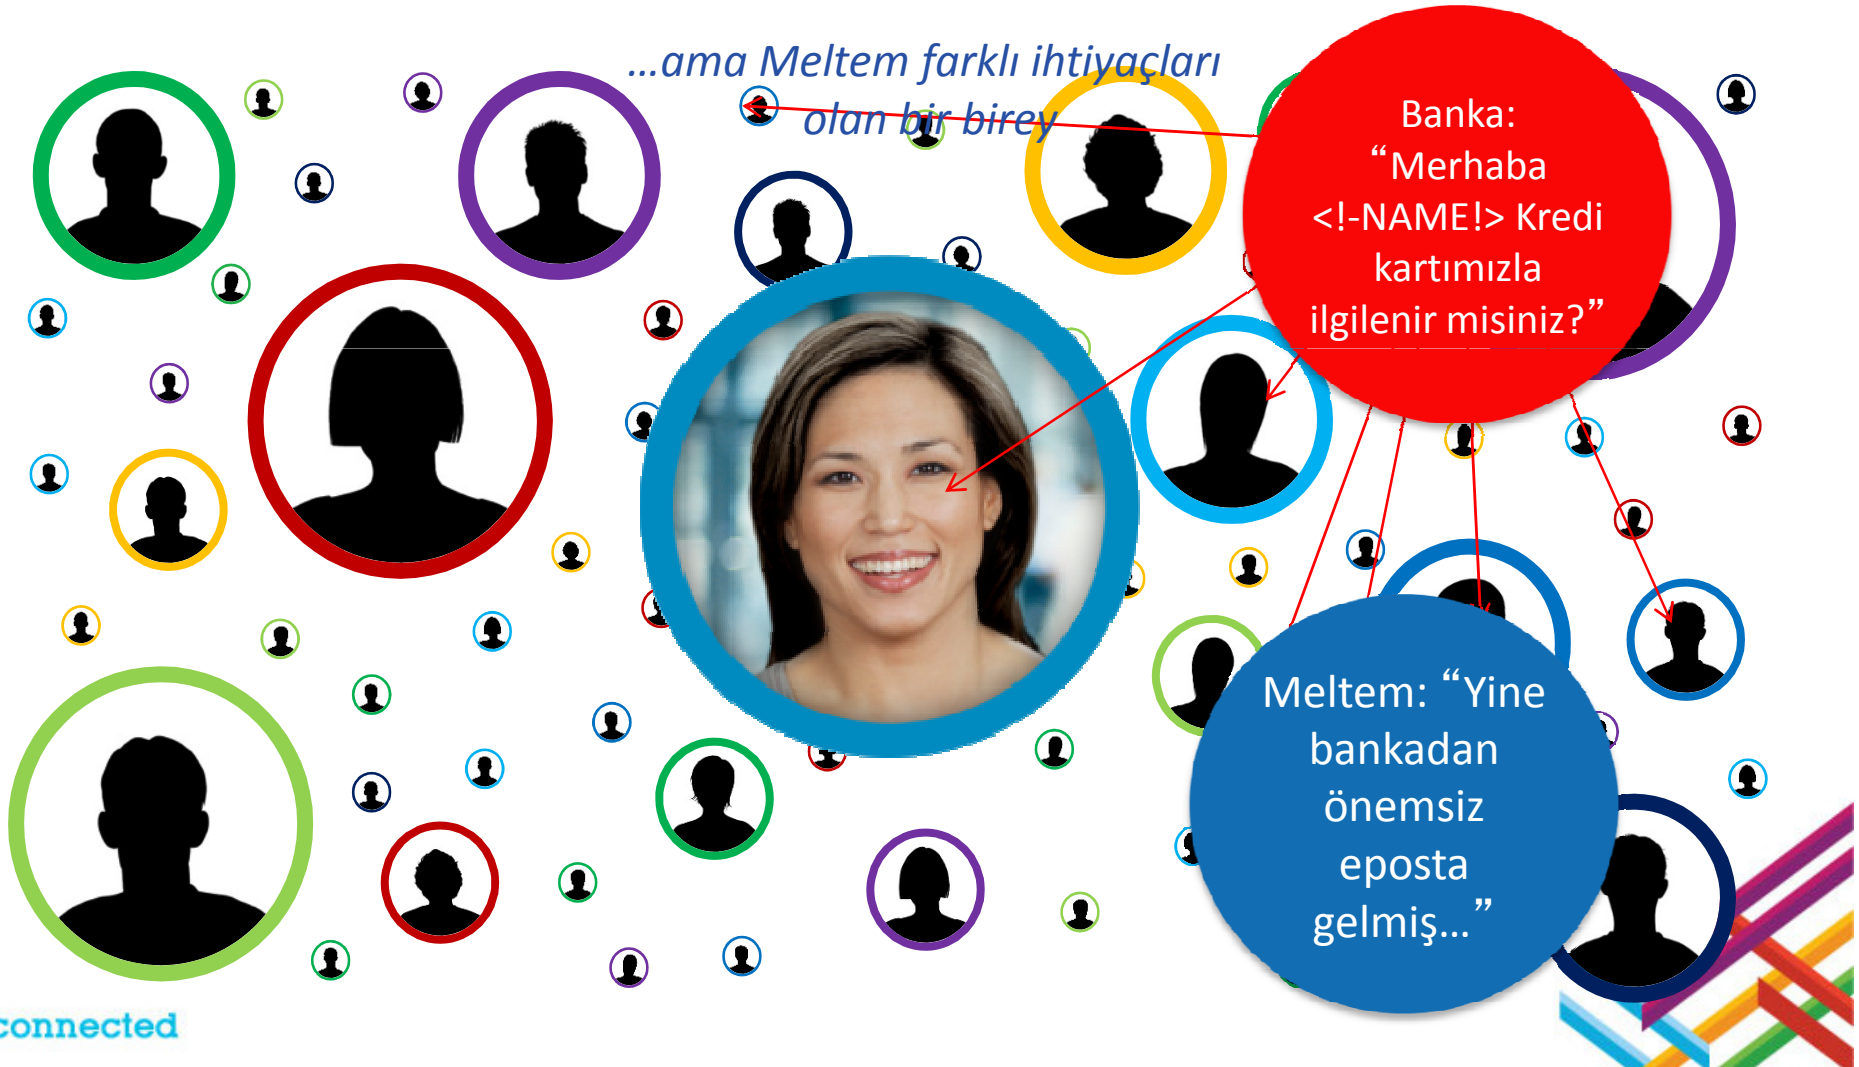 ...ama Meltem farklı ihtiyaçları
olan bir birey
Banka:
“Merhaba
<!-NAME!> Kredi
kartımızla
ilgilenir misiniz?”
Meltem: “Yine
bankadan
önemsiz
eposta
gelmiş...”
connected